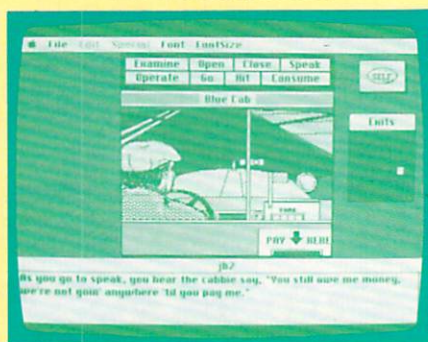 File Edit Special Font FontSize
Examine Open Close Speak
Operate Go Hit Consume
SELF
Blue Cab
Exits
PAY HERE
jb2
As you go to speak, you hear the cabbie say, "You still owe me money,
we're not goin' anywhere 'til you pay me."